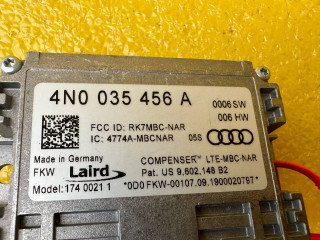 4N0 035 456 A
0006 SW
006 HW
FCC ID: RK7MBC-NAR
IC: 4774A-MBCNAR 05S
Made in Germany
COMPENSER LTE-MBC-NAR
FKW Laird
Pat. US 9,602,148 B2
Model:174 0021 1
*0D0 FKW-00107.09.1900020797*